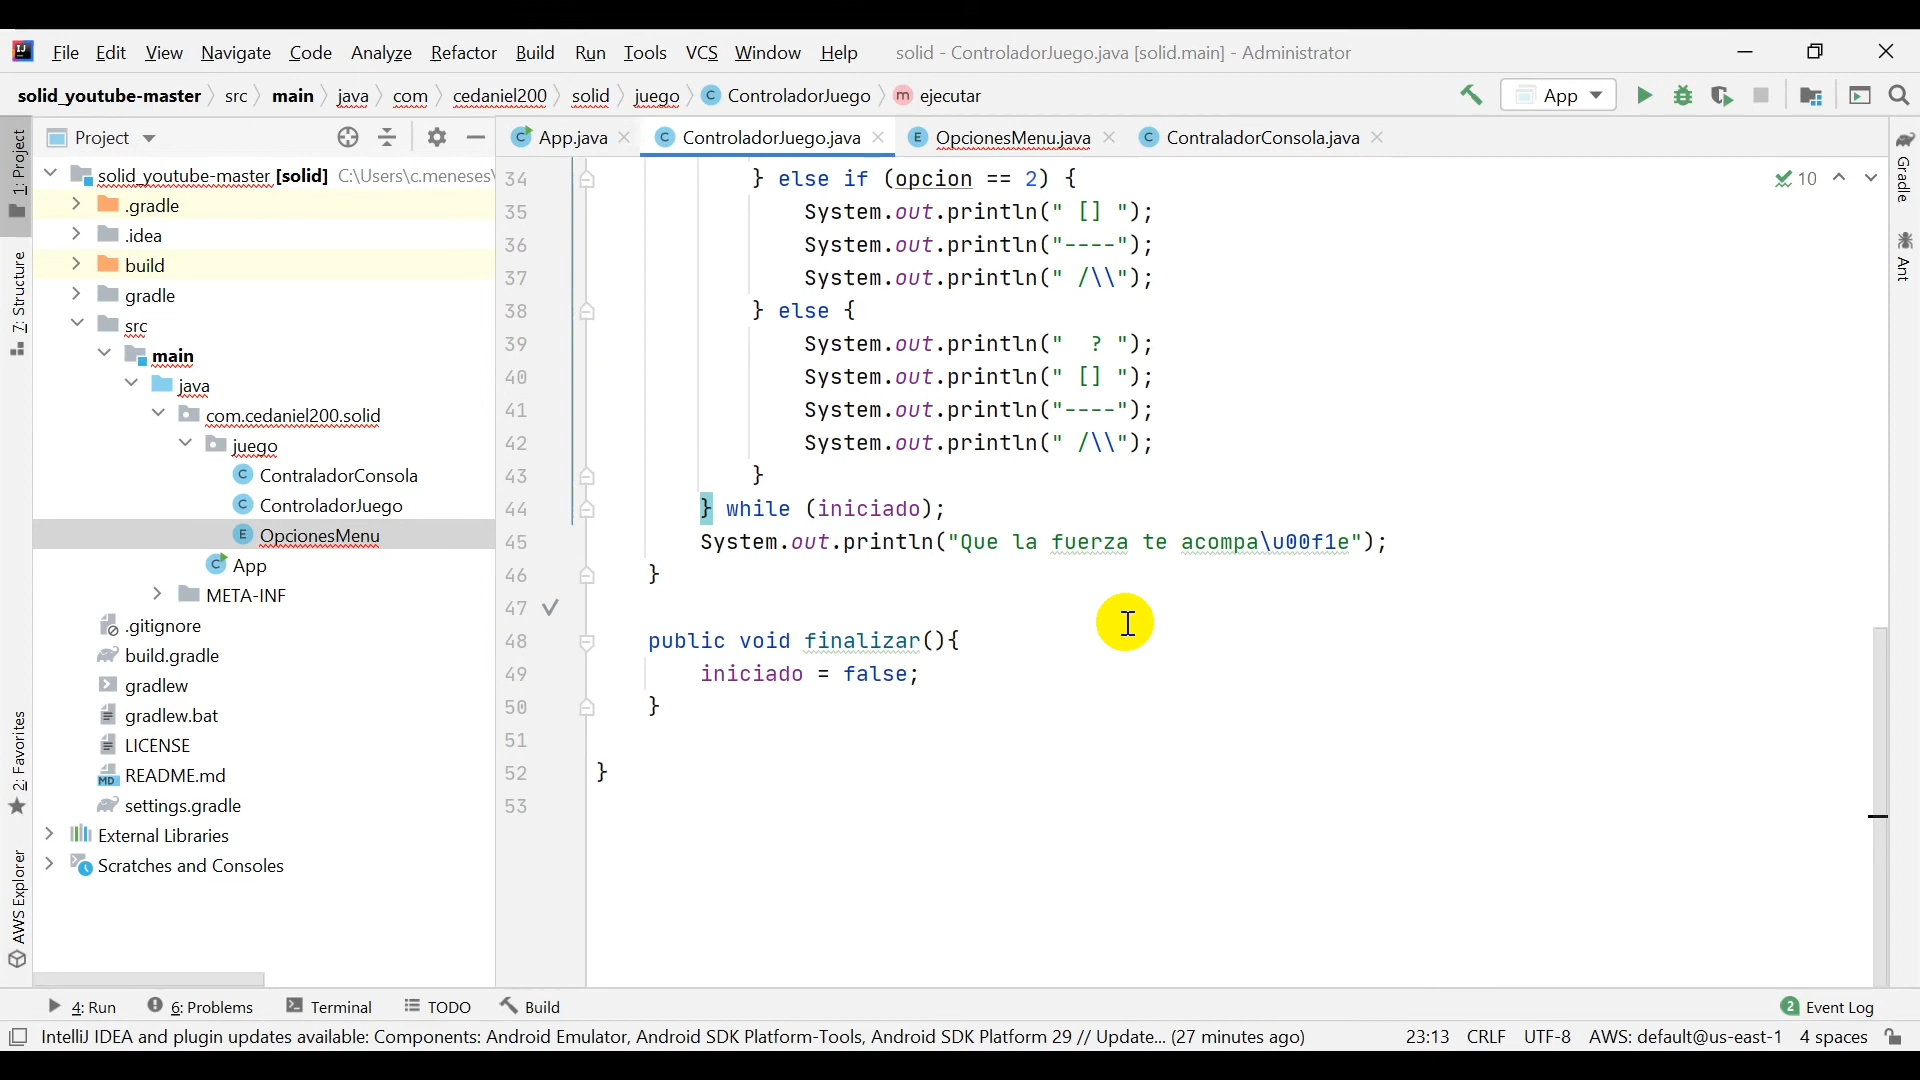 File Edit View Navigate Code Analyze Refactor Build Run Tools VCS Window Help solid - ControladorJuego.java [solid.main] - Administrator
solid_youtube-master src main java com cedaniel200 solid juego ControladorJuego ejecutar App
1: Project
7: Structure
2: Favorites
AWS Explorer
Project
solid_youtube-master [solid] C:\Users\c.meneses\
.gradle
.idea
build
gradle
src
main
java
com.cedaniel200.solid
juego
ContraladorConsola
ControladorJuego
OpcionesMenu
App
META-INF
.gitignore
build.gradle
gradlew
gradlew.bat
LICENSE
README.md
settings.gradle
External Libraries
Scratches and Consoles
App.java ControladorJuego.java OpcionesMenu.java ContraladorConsola.java
34 } else if (opcion == 2) {
35 System.out.println(" [] ");
36 System.out.println("----");
37 System.out.println(" /\\");
38 } else {
39 System.out.println("  ? ");
40 System.out.println(" [] ");
41 System.out.println("----");
42 System.out.println(" /\\");
43 }
44 } while (iniciado);
45 System.out.println("Que la fuerza te acompa\u00f1e");
46 }
47
48 public void finalizar(){
49 iniciado = false;
50 }
51
52 }
53
10
Gradle
Ant
4: Run 6: Problems Terminal TODO Build 2 Event Log
IntelliJ IDEA and plugin updates available: Components: Android Emulator, Android SDK Platform-Tools, Android SDK Platform 29 // Update... (27 minutes ago) 23:13 CRLF UTF-8 AWS: default@us-east-1 4 spaces